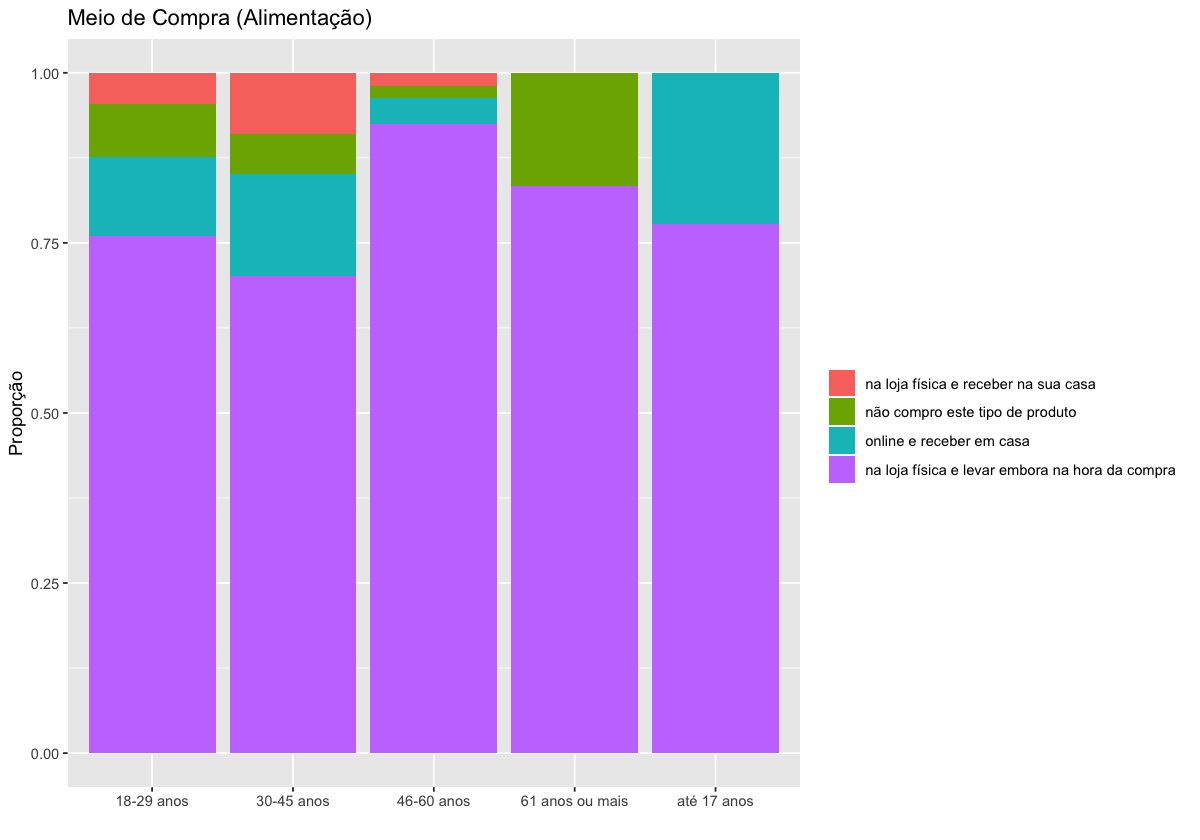 Meio de Compra (Alimentação)
Proporção
1.00
0.75
0.50
0.25
0.00
18-29 anos
30-45 anos
46-60 anos
61 anos ou mais
até 17 anos
na loja física e receber na sua casa
não compro este tipo de produto
online e receber em casa
na loja física e levar embora na hora da compra